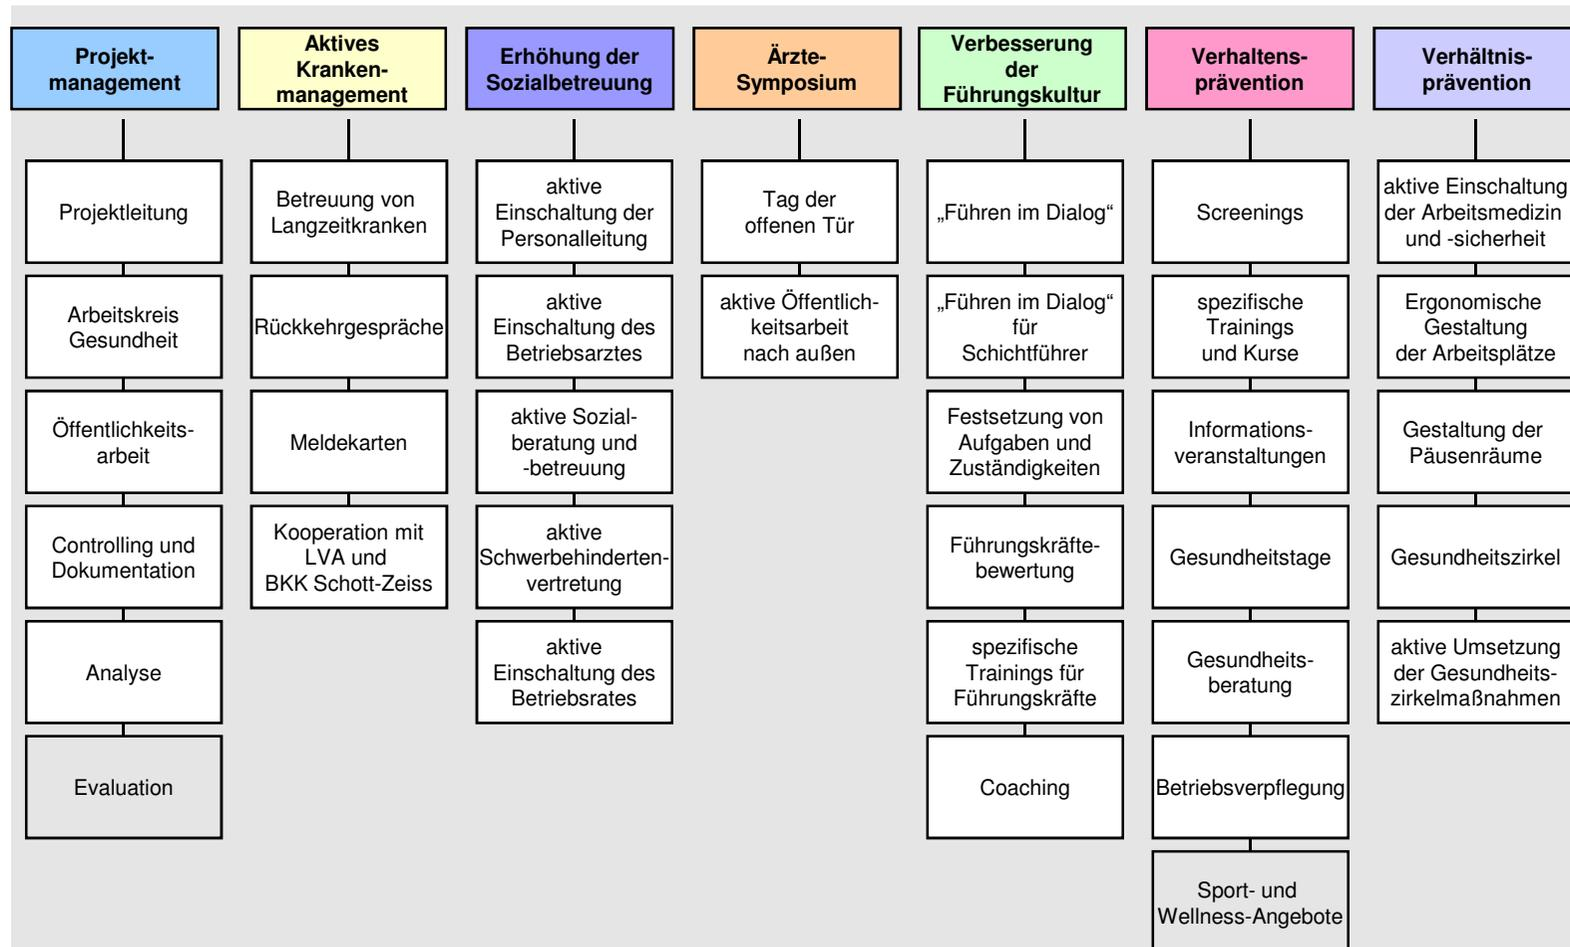 Projekt-
management
Projektleitung
Arbeitskreis
Gesundheit
Öffentlichkeits-
arbeit
Controlling und
Dokumentation
Analyse
Evaluation
Aktives
Kranken-
management
Betreuung von
Langzeitkranken
Rückkehrgespräche
Meldekarten
Kooperation mit
LVA und
BKK Schott-Zeiss
Erhöhung der
Sozialbetreuung
aktive
Einschaltung der
Personalleitung
aktive
Einschaltung des
Betriebsarztes
aktive Sozial-
beratung und
-betreuung
aktive
Schwerbehinderten-
vertretung
aktive
Einschaltung des
Betriebsrates
Ärzte-
Symposium
Tag der
offenen Tür
aktive Öffentlich-
keitsarbeit
nach außen
Verbesserung
der
Führungskultur
„Führen im Dialog“
„Führen im Dialog“
für
Schichtführer
Festsetzung von
Aufgaben und
Zuständigkeiten
Führungskräfte-
bewertung
spezifische
Trainings für
Führungskräfte
Coaching
Verhaltens-
prävention
Screenings
spezifische
Trainings
und Kurse
Informations-
veranstaltungen
Gesundheitstage
Gesundheits-
beratung
Betriebsverpflegung
Sport- und
Wellness-Angebote
Verhältnis-
prävention
aktive Einschaltung
der Arbeitsmedizin
und -sicherheit
Ergonomische
Gestaltung
der Arbeitsplätze
Gestaltung der
Päusenräume
Gesundheitszirkel
aktive Umsetzung
der Gesundheits-
zirkelmaßnahmen